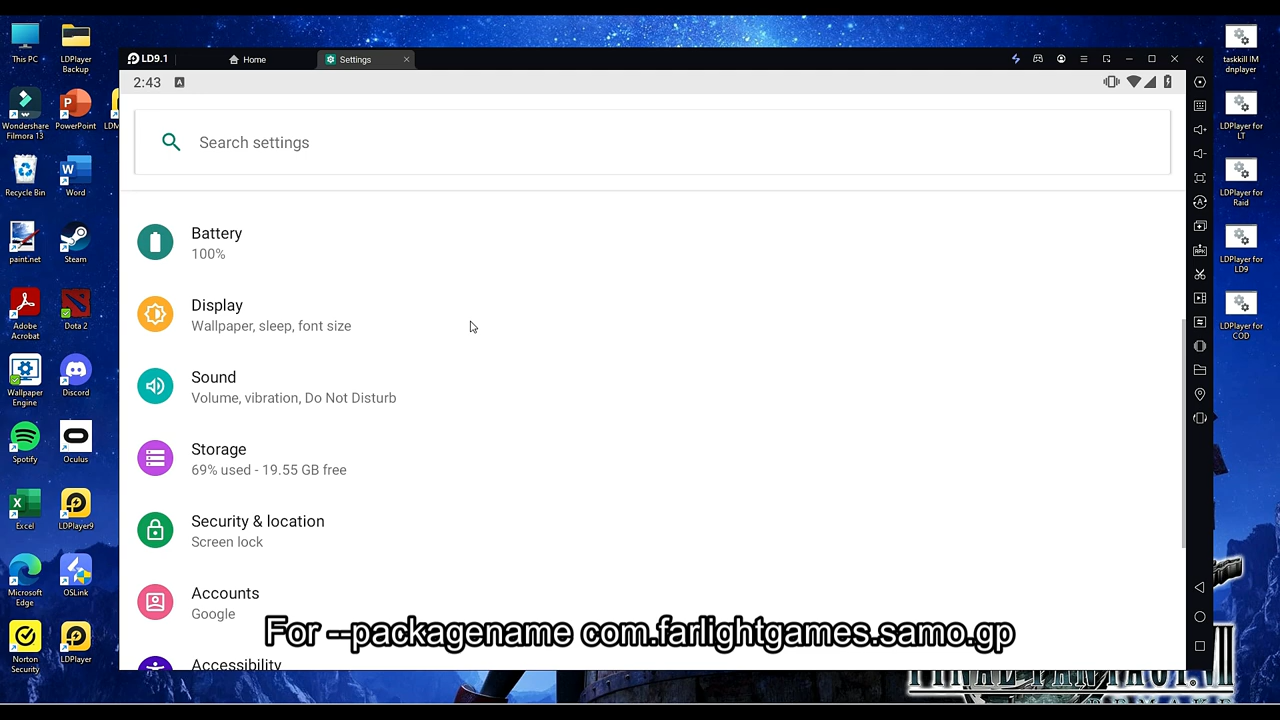 This PC
LDPlayer
Backup
Wondershare
Filmora 13
PowerPoint
Recycle Bin
Word
paint.net
Steam
Adobe
Acrobat
Dota 2
Wallpaper
Engine
Discord
Spotify
Oculus
Excel
LDPlayer9
Microsoft
Edge
OSLink
Norton
Security
LDPlayer
LD9.1
Home
Settings
2:43
A
Search settings
Battery
100%
Display
Wallpaper, sleep, font size
Sound
Volume, vibration, Do Not Disturb
Storage
69% used - 19.55 GB free
Security & location
Screen lock
Accounts
Google
Accessibility
For --packagename com.farlightgames.samo.gp
taskkill IM
dnplayer
LDPlayer for
LT
LDPlayer for
Raid
LDPlayer for
LD9
LDPlayer for
COD